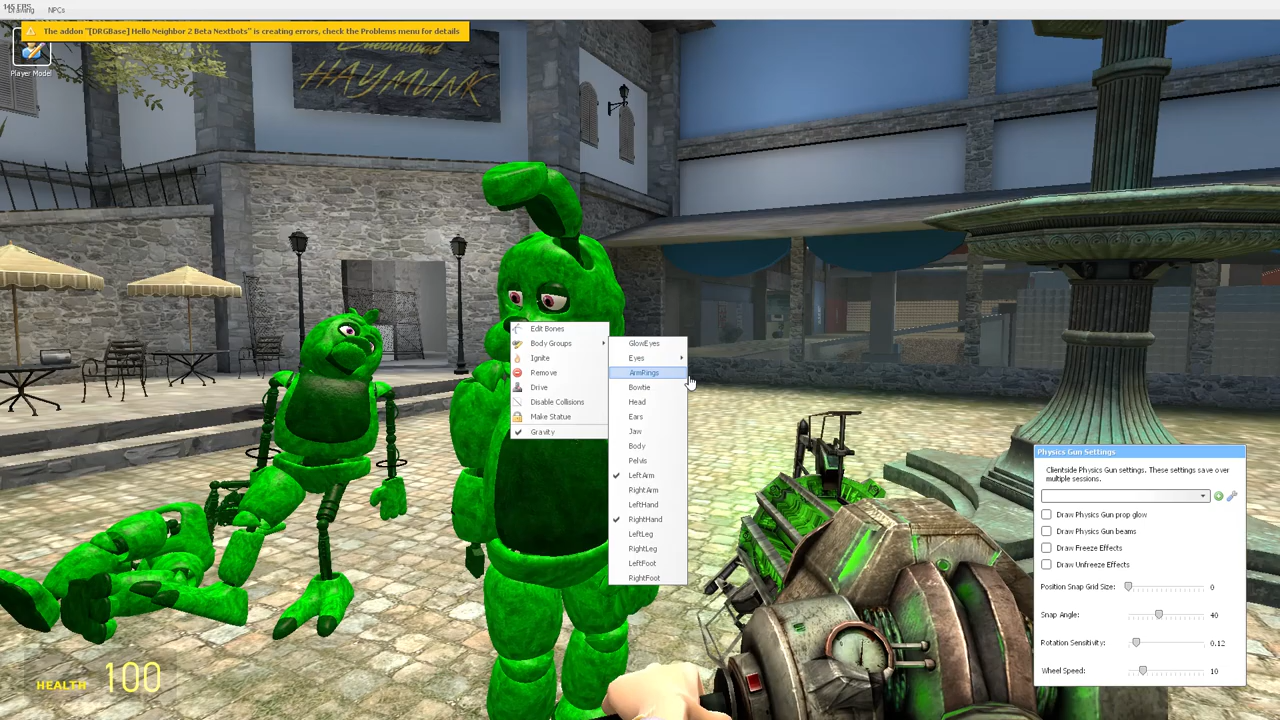 145 FPS
Drawing
NPCs
The addon "[DRGBase] Hello Neighbor 2 Beta Nextbots" is creating errors, check the Problems menu for details
Player Model
Established
HAYMUNK
Edit Bones
Body Groups
Ignite
Remove
Drive
Disable Collisions
Make Statue
Gravity
GlowEyes
Eyes
ArmRings
Bowtie
Head
Ears
Jaw
Body
Pelvis
LeftArm
RightArm
LeftHand
RightHand
LeftLeg
RightLeg
LeftFoot
RightFoot
Physics Gun Settings
Clientside Physics Gun settings. These settings save over
multiple sessions.
Draw Physics Gun prop glow
Draw Physics Gun beams
Draw Freeze Effects
Draw Unfreeze Effects
Position Snap Grid Size: 0
Snap Angle: 40
Rotation Sensitivity: 0.12
Wheel Speed: 10
HEALTH 100